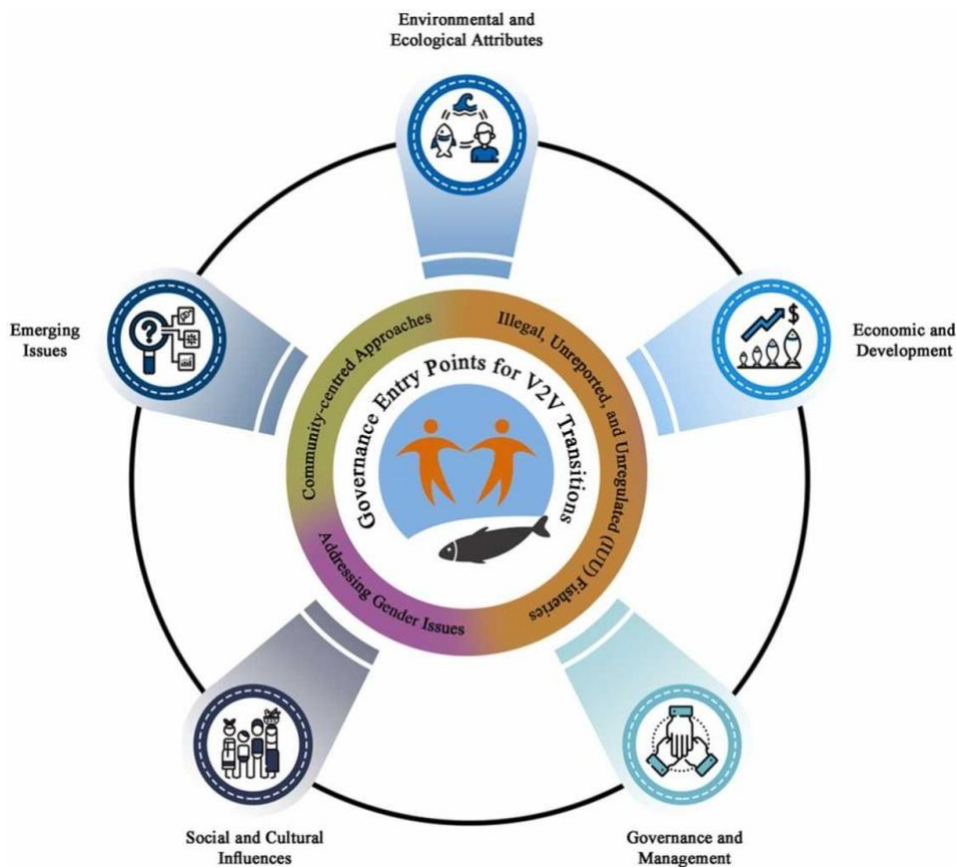 Environmental and
Ecological Attributes
Emerging
Issues
Economic and
Development
Community-centred Approaches
Illegal, Unreported, and Unregulated (IUU) Fisheries
Governance Entry Points for V2V Transitions
Addressing Gender Issues
Social and Cultural
Influences
Governance and
Management
?
$